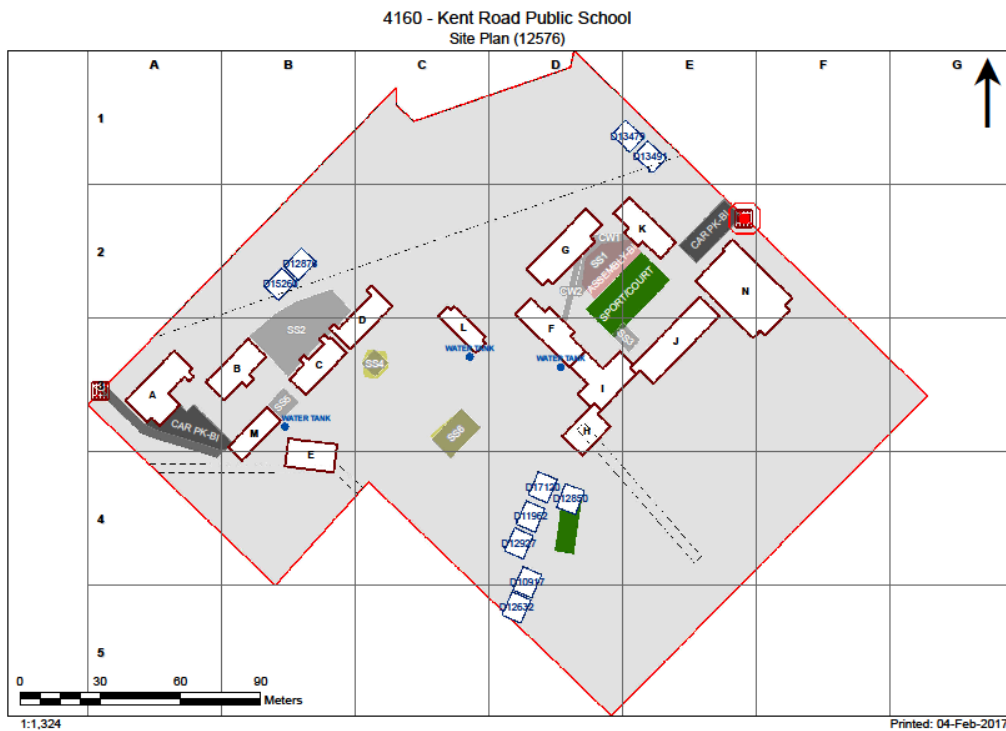 4160 - Kent Road Public School
Site Plan (12576)
A B C D E F G
1
D13479
D13491
2
K
CAR PK-BI
G
CW1
SS1
ASSEMBLY-B
CW2
SPORT/COURT
N
D12878
D15263
SS2
D
L
F
SS3
J
WATER TANK
WATER TANK
B
C
SS4
I
A
SS5
CAR PK-BI
M
WATER TANK
SS6
H
E
D17120
D12850
4
D11962
D12927
D10917
D12632
5
0 30 60 90
Meters
1:1,324
Printed: 04-Feb-2017